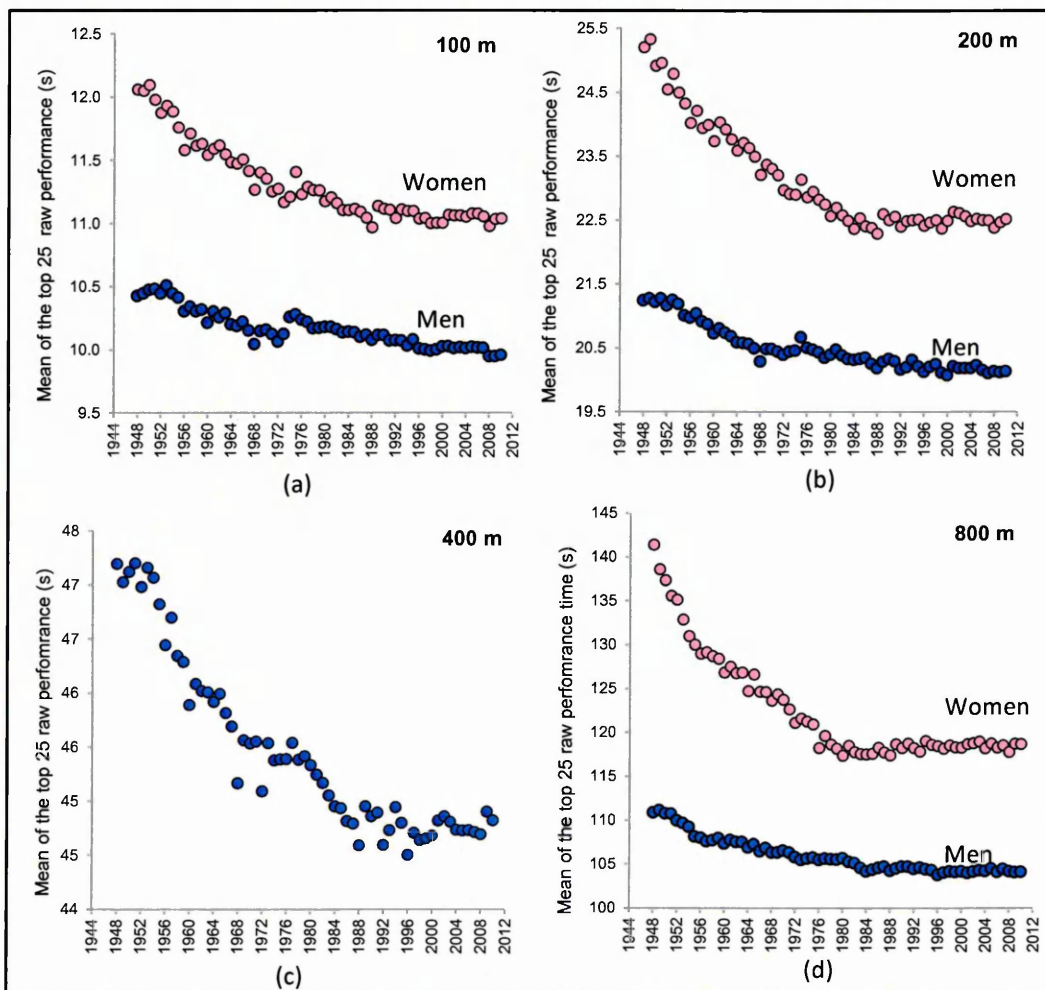 100 m
Mean of the top 25 raw performance (s)
12.5
12.0
11.5
11.0
10.5
10.0
9.5
Women
Men
1944 1948 1952 1956 1960 1964 1968 1972 1976 1980 1984 1988 1992 1996 2000 2004 2008 2012
(a)
200 m
Mean of the top 25 raw performance (s)
25.5
24.5
23.5
22.5
21.5
20.5
19.5
Women
Men
1944 1948 1952 1956 1960 1964 1968 1972 1976 1980 1984 1988 1992 1996 2000 2004 2008 2012
(b)
400 m
Mean of the top 25 raw perfomrance (s)
48
47
47
46
46
45
45
44
1944 1948 1952 1956 1960 1964 1968 1972 1976 1980 1984 1988 1992 1996 2000 2004 2008 2012
(c)
800 m
Mean of the top 25 raw perfomrance time (s)
145
140
135
130
125
120
115
110
105
100
Women
Men
1944 1948 1952 1956 1960 1964 1968 1972 1976 1980 1984 1988 1992 1996 2000 2004 2008 2012
(d)